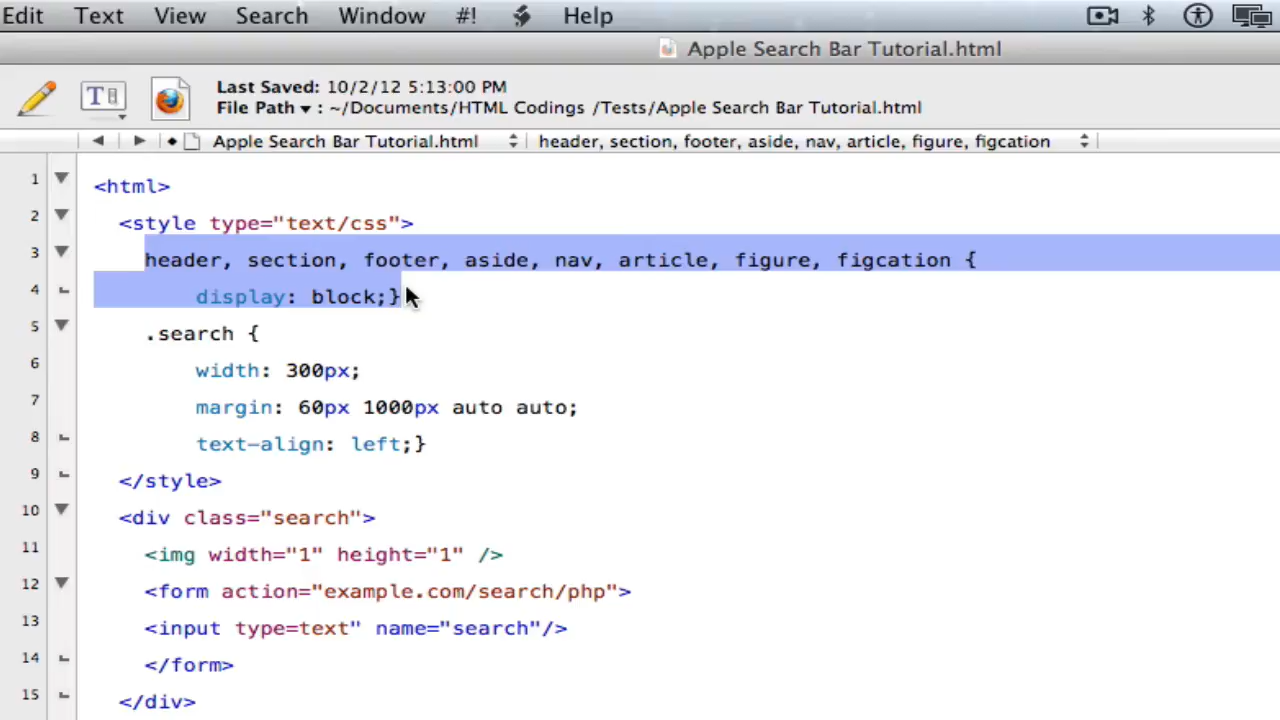 Edit Text View Search Window #! Help
Apple Search Bar Tutorial.html
Last Saved: 10/2/12 5:13:00 PM
File Path : ~/Documents/HTML Codings /Tests/Apple Search Bar Tutorial.html
Apple Search Bar Tutorial.html header, section, footer, aside, nav, article, figure, figcation
1 <html>
2 <style type="text/css">
3 header, section, footer, aside, nav, article, figure, figcation {
4 display: block;}
5 .search {
6 width: 300px;
7 margin: 60px 1000px auto auto;
8 text-align: left;}
9 </style>
10 <div class="search">
11 <img width="1" height="1" />
12 <form action="example.com/search/php">
13 <input type=text" name="search"/>
14 </form>
15 </div>